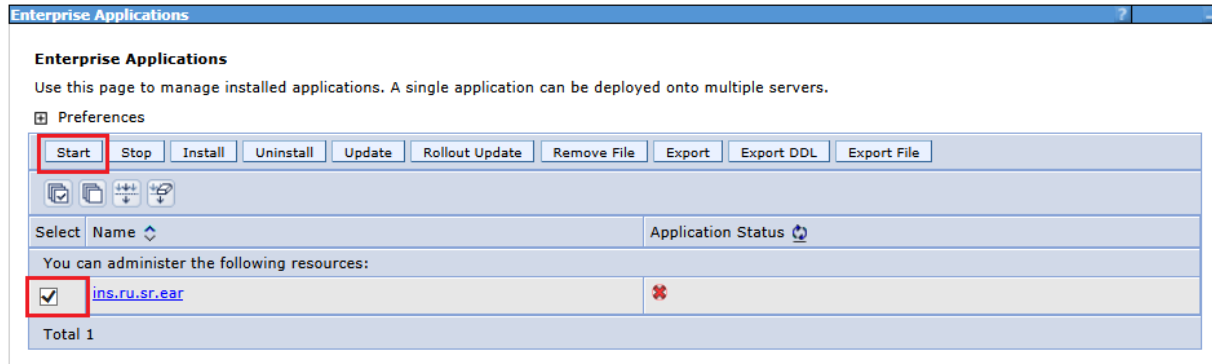 Enterprise Applications ? –
Enterprise Applications
Use this page to manage installed applications. A single application can be deployed onto multiple servers.
Preferences
Start Stop Install Uninstall Update Rollout Update Remove File Export Export DDL Export File
Select Name Application Status
You can administer the following resources:
ins.ru.sr.ear
Total 1